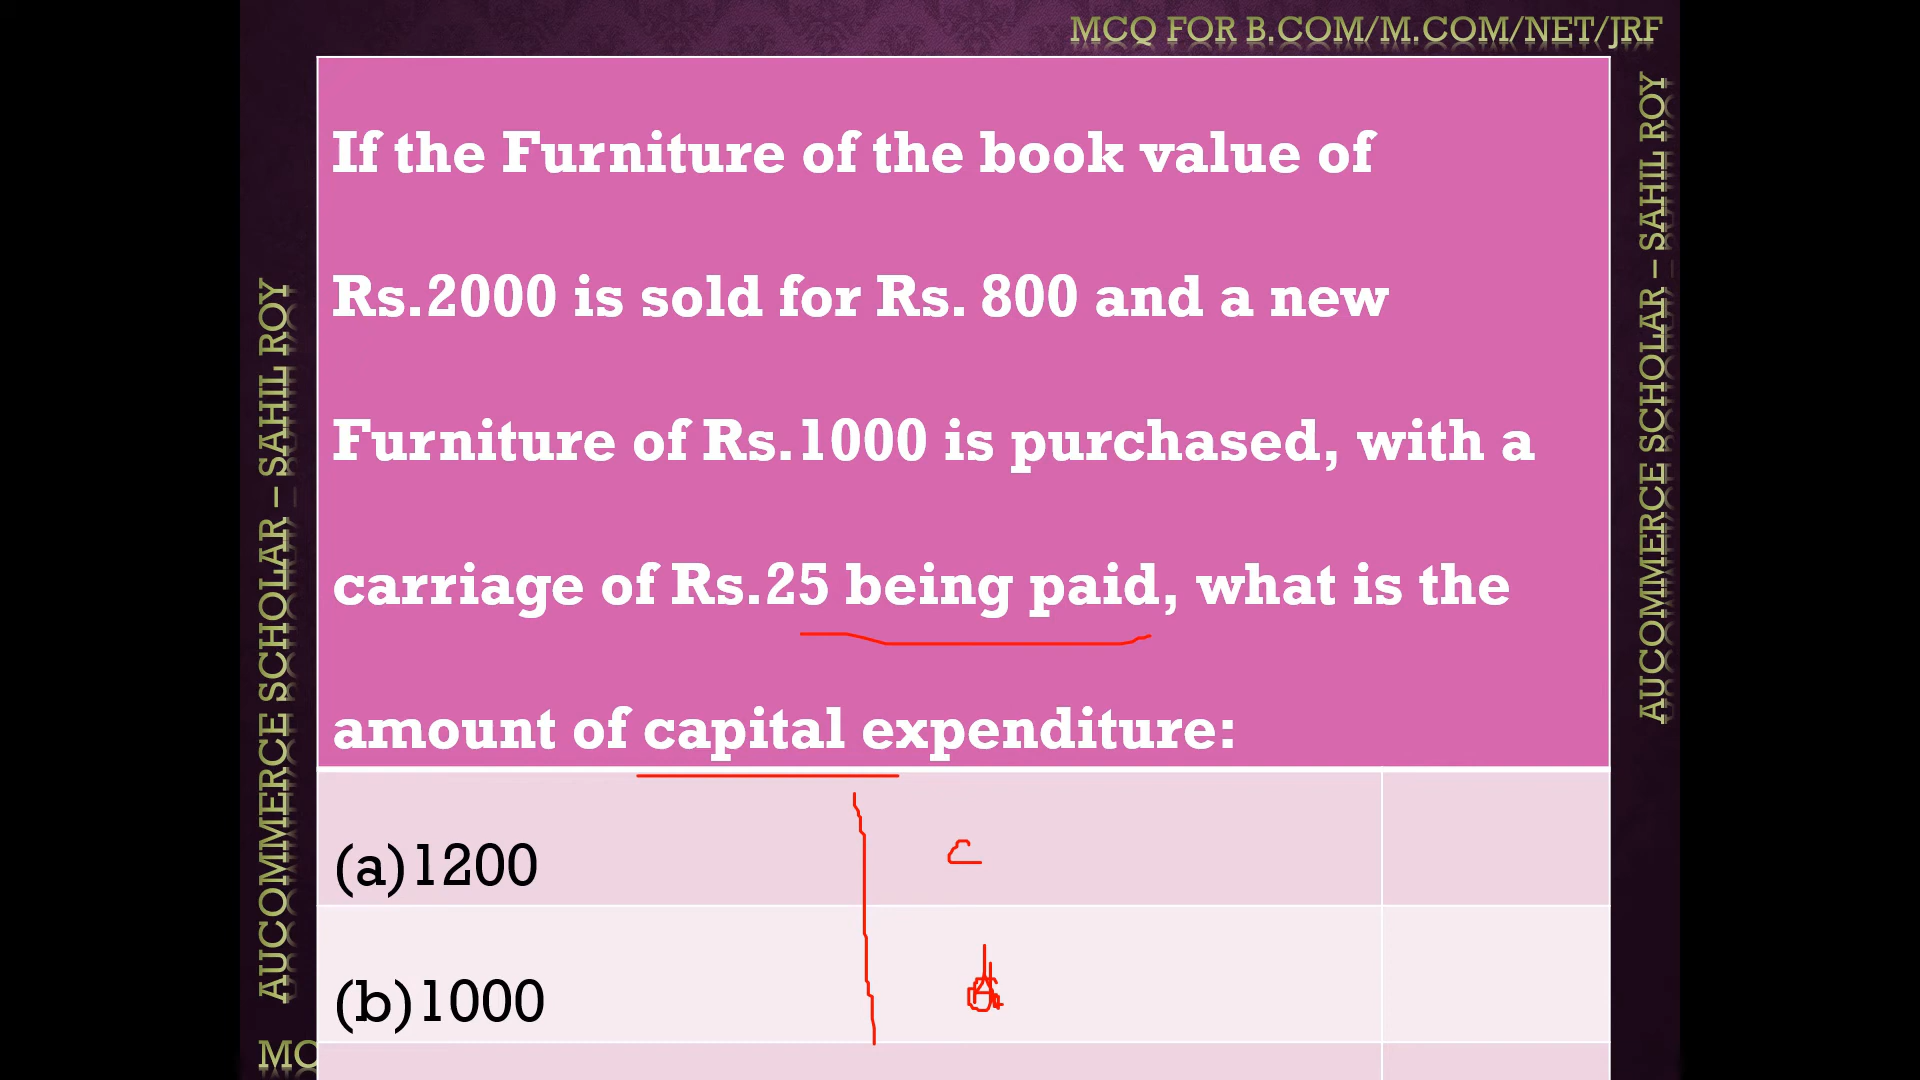 MCQ FOR B.COM/M.COM/NET/JRF
If the Furniture of the book value of
Rs.2000 is sold for Rs. 800 and a new
Furniture of Rs.1000 is purchased, with a
carriage of Rs.25 being paid, what is the
amount of capital expenditure:
(a)1200
(b)1000
AUCOMMERCE SCHOLAR – SAHIL ROY
AUCOMMERCE SCHOLAR – SAHIL ROY
MC